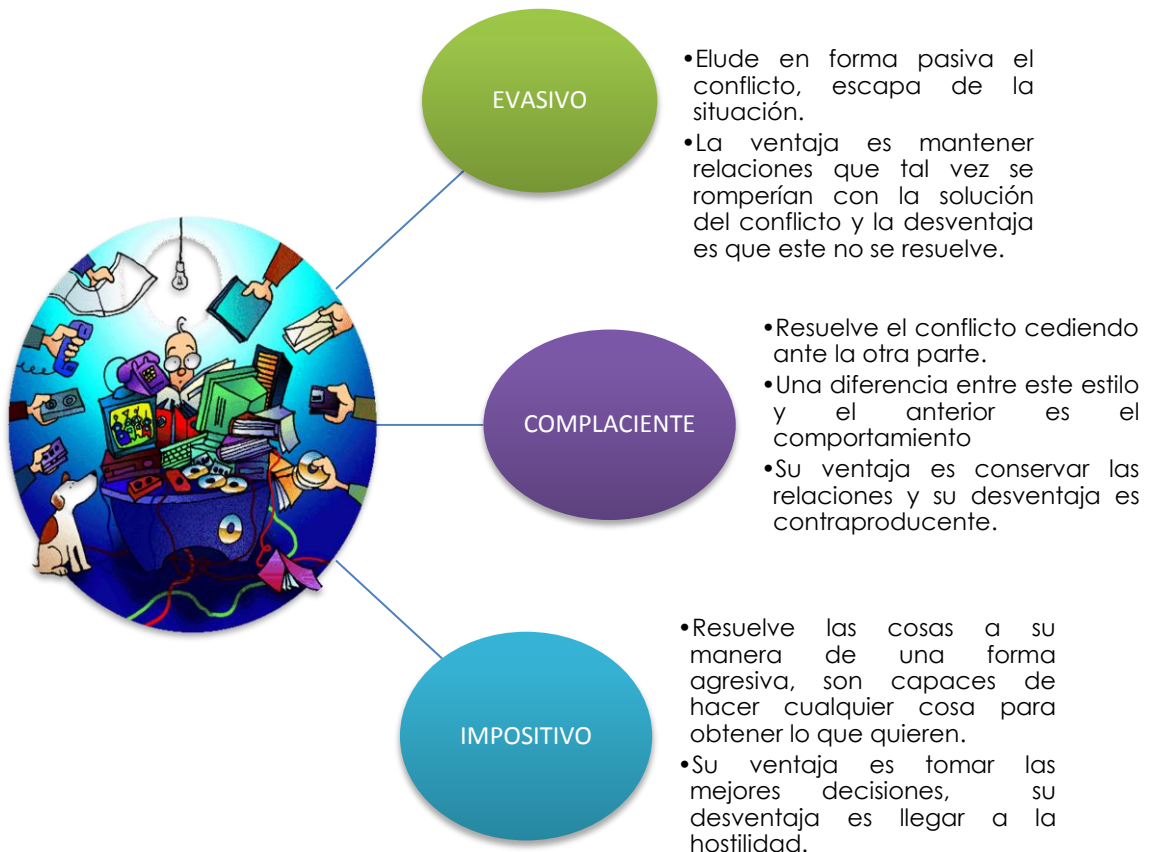 EVASIVO
•Elude en forma pasiva el
conflicto, escapa de la
situación.
•La ventaja es mantener
relaciones que tal vez se
romperían con la solución
del conflicto y la desventaja
es que este no se resuelve.
COMPLACIENTE
•Resuelve el conflicto cediendo
ante la otra parte.
•Una diferencia entre este estilo
y el anterior es el
comportamiento
•Su ventaja es conservar las
relaciones y su desventaja es
contraproducente.
IMPOSITIVO
•Resuelve las cosas a su
manera de una forma
agresiva, son capaces de
hacer cualquier cosa para
obtener lo que quieren.
•Su ventaja es tomar las
mejores decisiones, su
desventaja es llegar a la
hostilidad.